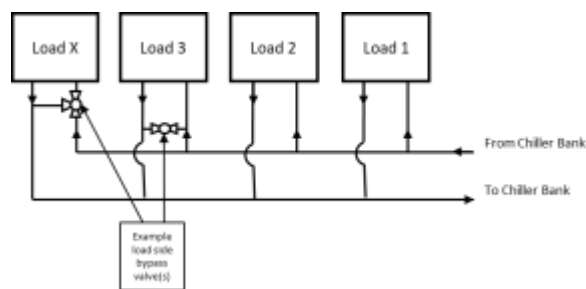 Load X
Load 3
Load 2
Load 1
From Chiller Bank
To Chiller Bank
Example
load side
bypass
valve(s)